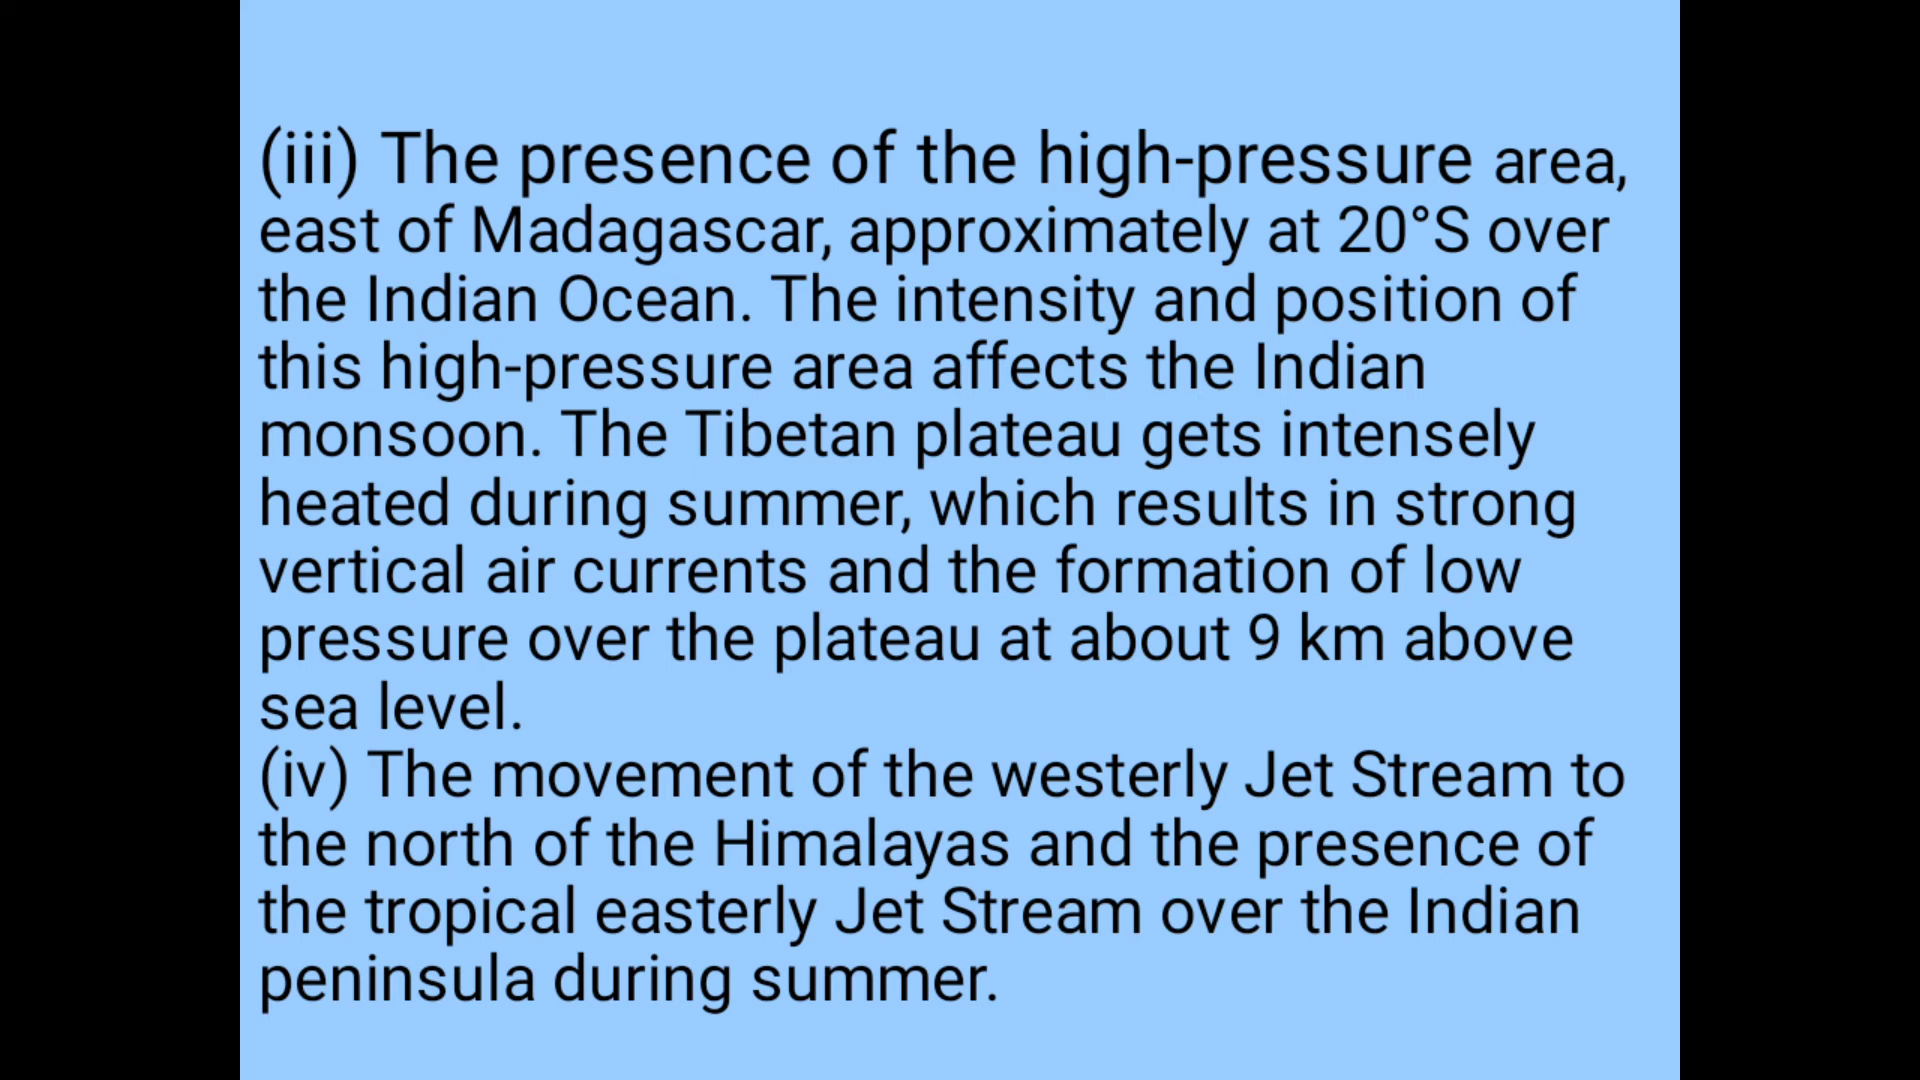 (iii) The presence of the high-pressure area,
east of Madagascar, approximately at 20°S over
the Indian Ocean. The intensity and position of
this high-pressure area affects the Indian
monsoon. The Tibetan plateau gets intensely
heated during summer, which results in strong
vertical air currents and the formation of low
pressure over the plateau at about 9 km above
sea level.
(iv) The movement of the westerly Jet Stream to
the north of the Himalayas and the presence of
the tropical easterly Jet Stream over the Indian
peninsula during summer.